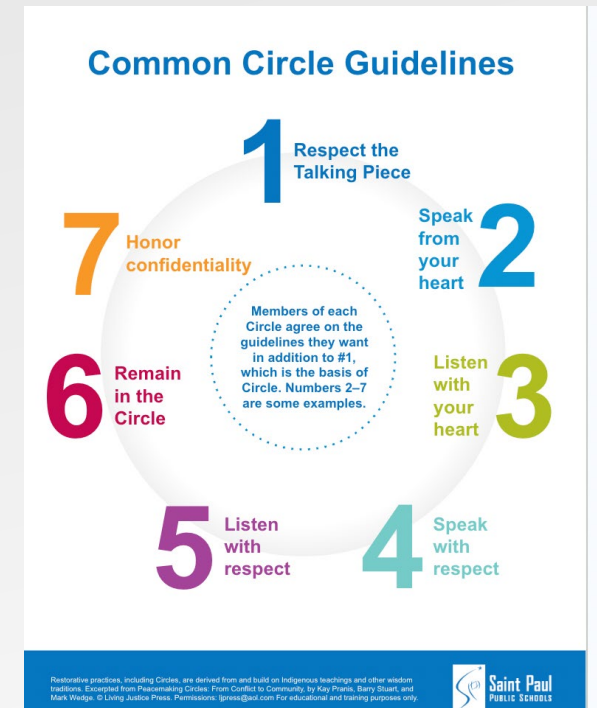 Common Circle Guidelines
1
Respect the
Talking Piece
2
Speak
from
your
heart
3
Listen
with
your
heart
4
Speak
with
respect
5
Listen
with
respect
6
Remain
in the
Circle
7
Honor
confidentiality
Members of each
Circle agree on the
guidelines they want
in addition to #1,
which is the basis of
Circle. Numbers 2–7
are some examples.
Restorative practices, including Circles, are derived from and build on Indigenous teachings and other wisdom
traditions. Excerpted from Peacemaking Circles: From Conflict to Community, by Kay Pranis, Barry Stuart, and
Mark Wedge. © Living Justice Press. Permissions: ljpress@aol.com For educational and training purposes only.
Saint Paul
PUBLIC SCHOOLS